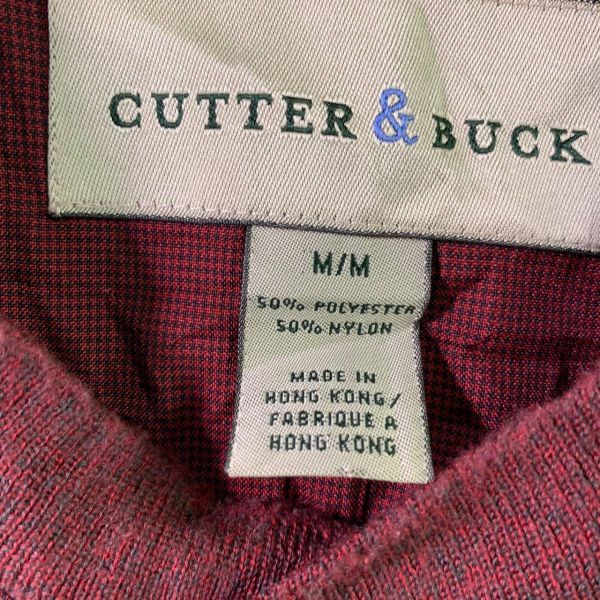 CUTTER & BUCK
M/M
50% POLYESTER
50% NYLON
MADE IN
HONG KONG/
FABRIQUE A
HONG KONG